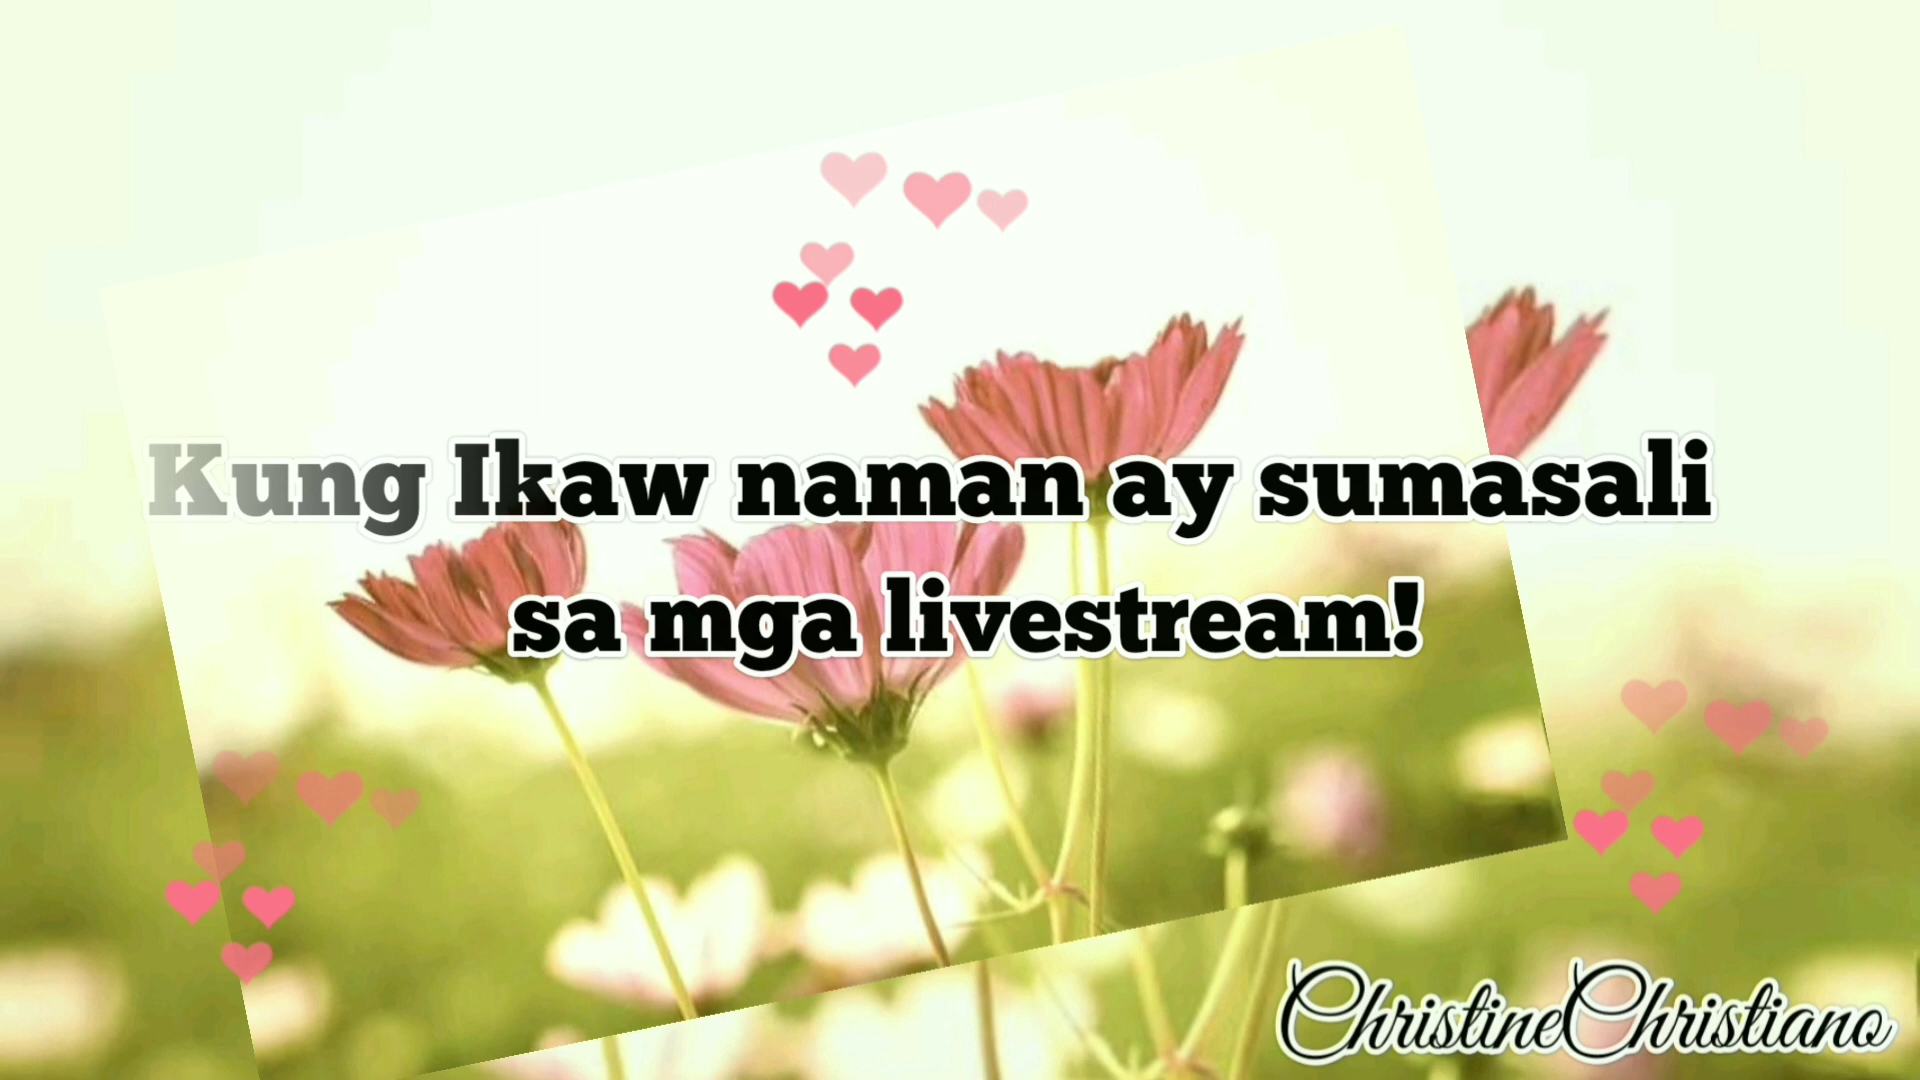 Kung Ikaw naman ay sumasali
sa mga livestream!
ChristineChristiano